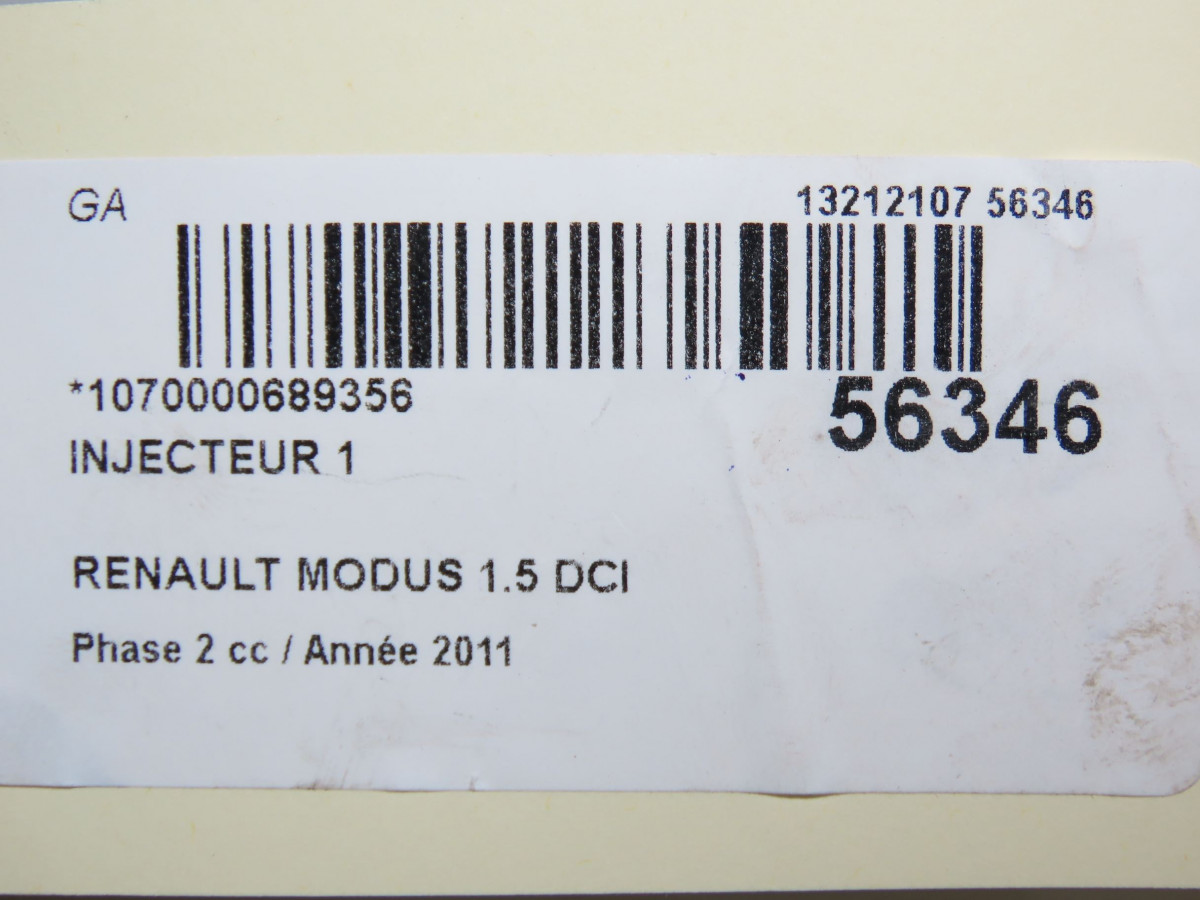 GA
13212107 56346
*1070000689356
56346
INJECTEUR 1
RENAULT MODUS 1.5 DCI
Phase 2 cc / Année 2011